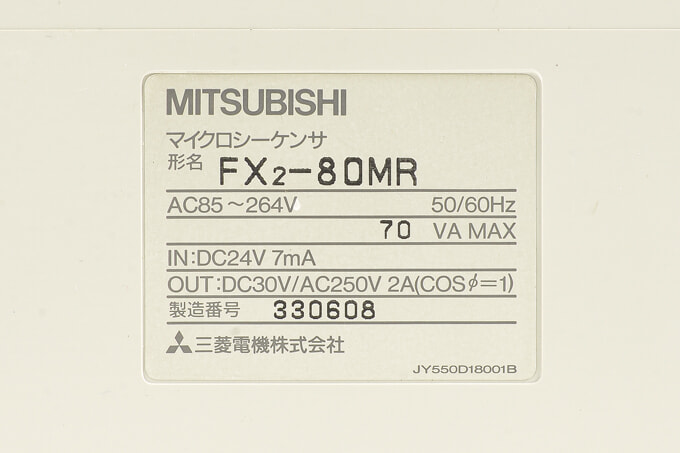 MITSUBISHI
マイクロシーケンサ
形名 FX2-80MR
AC85～264V 50/60Hz
70 VA MAX
IN:DC24V 7mA
OUT:DC30V/AC250V 2A(COSφ=1)
製造番号 330608
三菱電機株式会社
JY550D18001B